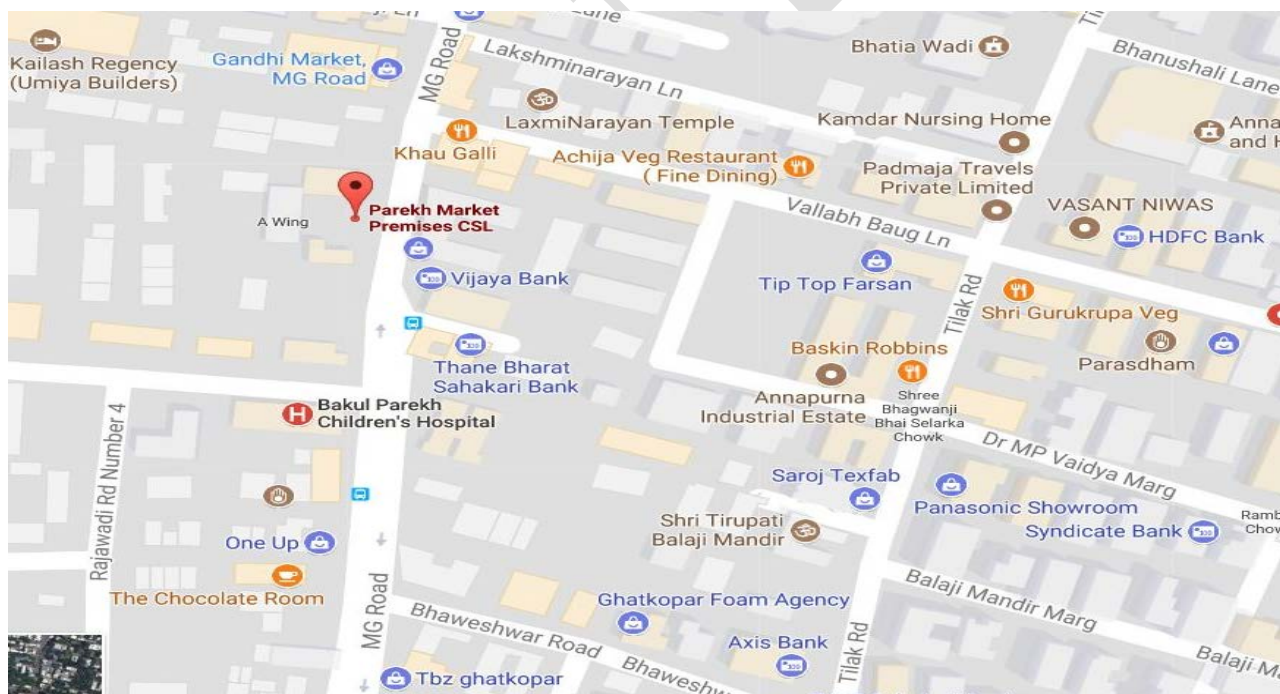 Lane
MG Road
Lakshminarayan Ln
Bhatia Wadi
Bhanushali Lane
Kailash Regency
(Umiya Builders)
Gandhi Market,
MG Road
LaxmiNarayan Temple
Kamdar Nursing Home
Khau Galli
Achija Veg Restaurant
( Fine Dining)
Padmaja Travels
Private Limited
Parekh Market
Premises CSL
A Wing
Vallabh Baug Ln
VASANT NIWAS
HDFC Bank
Vijaya Bank
Tip Top Farsan
Tilak Rd
Shri Gurukrupa Veg
Thane Bharat
Sahakari Bank
Baskin Robbins
Parasdham
Annapurna
Industrial Estate
Shree
Bhagwanji
Bhai Selarka
Chowk
H
Bakul Parekh
Children's Hospital
Rajawadi Rd Number 4
Dr MP Vaidya Marg
Saroj Texfab
Panasonic Showroom
Syndicate Bank
Shri Tirupati
Balaji Mandir
One Up
The Chocolate Room
MG Road
Bhaweshwar Road
Ghatkopar Foam Agency
Balaji Mandir Marg
Axis Bank
Tilak Rd
Tbz ghatkopar